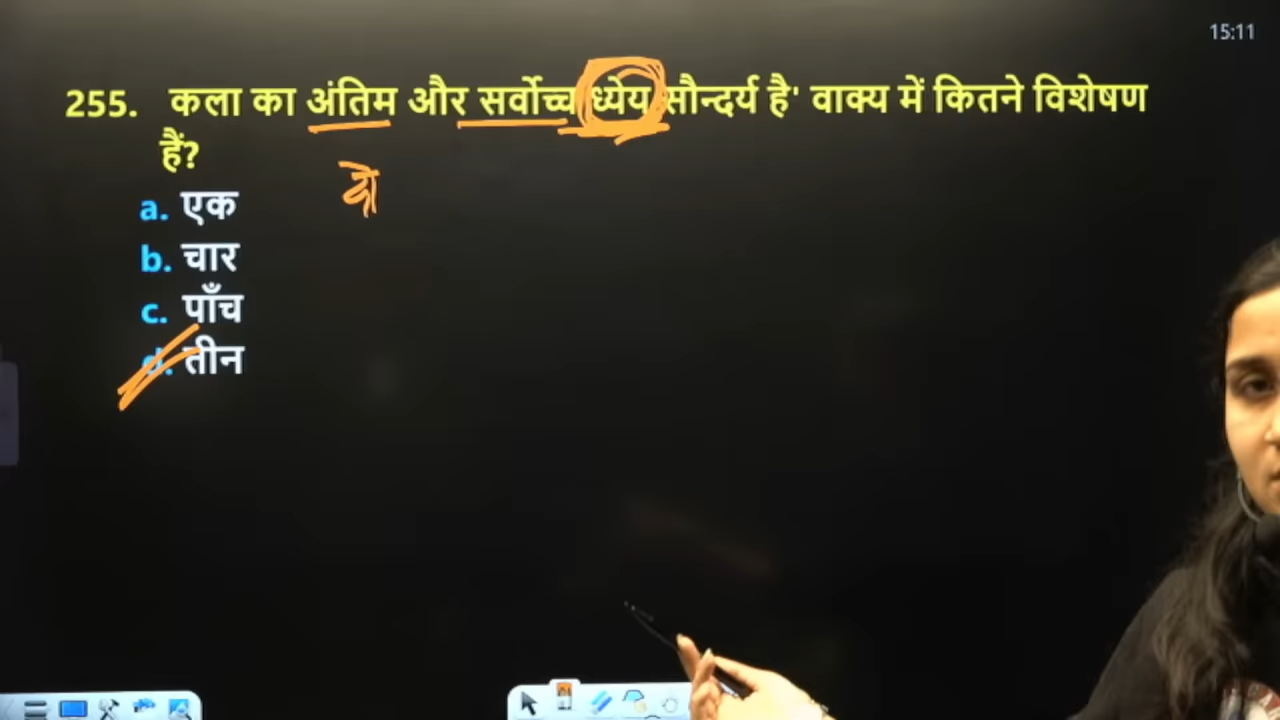 15:11
255. कला का अंतिम और सर्वोच्च ध्येय सौन्दर्य है' वाक्य में कितने विशेषण
हैं?
दो
a. एक
b. चार
c. पाँच
d. तीन